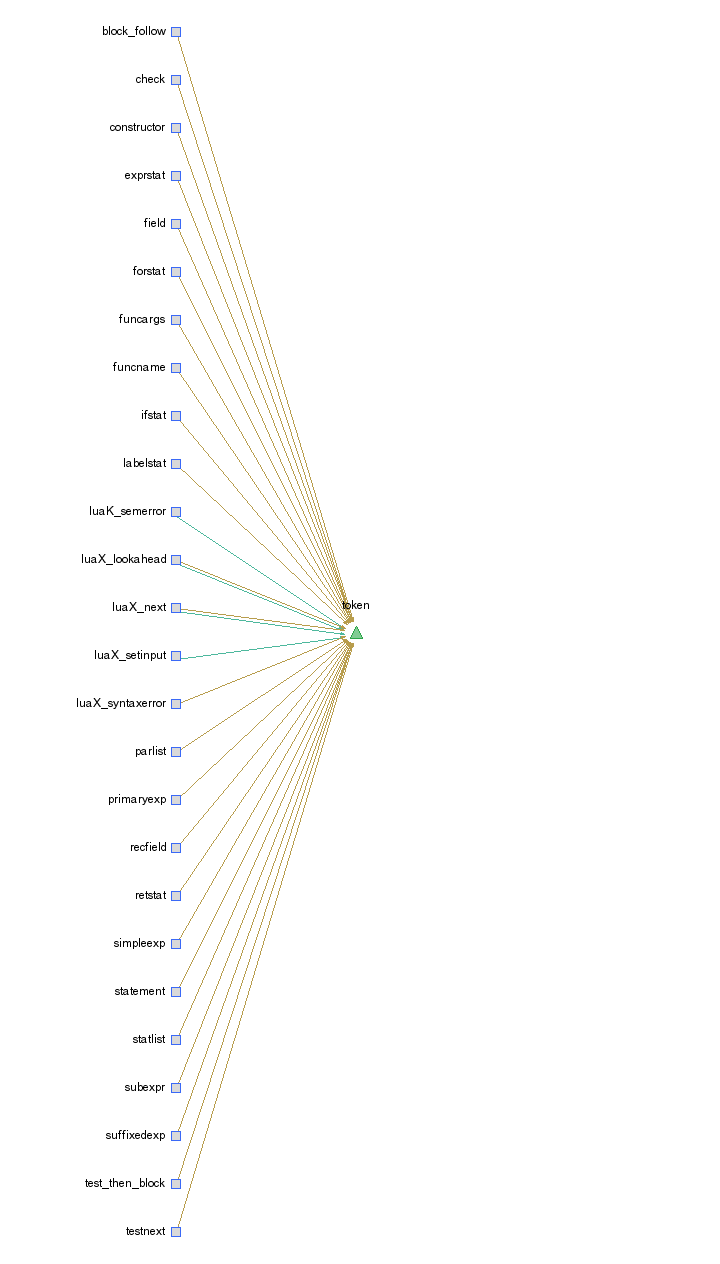 block_follow
check
constructor
exprstat
field
forstat
funcargs
funcname
ifstat
labelstat
luaK_semerror
luaX_lookahead
luaX_next
token
luaX_setinput
luaX_syntaxerror
parlist
primaryexp
recfield
retstat
simpleexp
statement
statlist
subexpr
suffixedexp
test_then_block
testnext